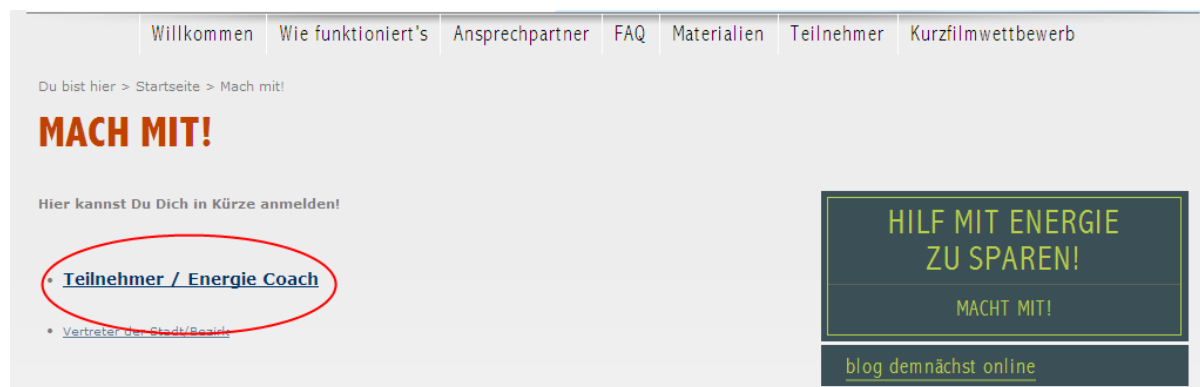 Willkommen Wie funktioniert's Ansprechpartner FAQ Materialien Teilnehmer Kurzfilmwettbewerb
Du bist hier > Startseite > Mach mit!
MACH MIT!
Hier kannst Du Dich in Kürze anmelden!
• Teilnehmer / Energie Coach
• Vertreter der Stadt/Bezirk
HILF MIT ENERGIE
ZU SPAREN!
MACHT MIT!
blog demnächst online